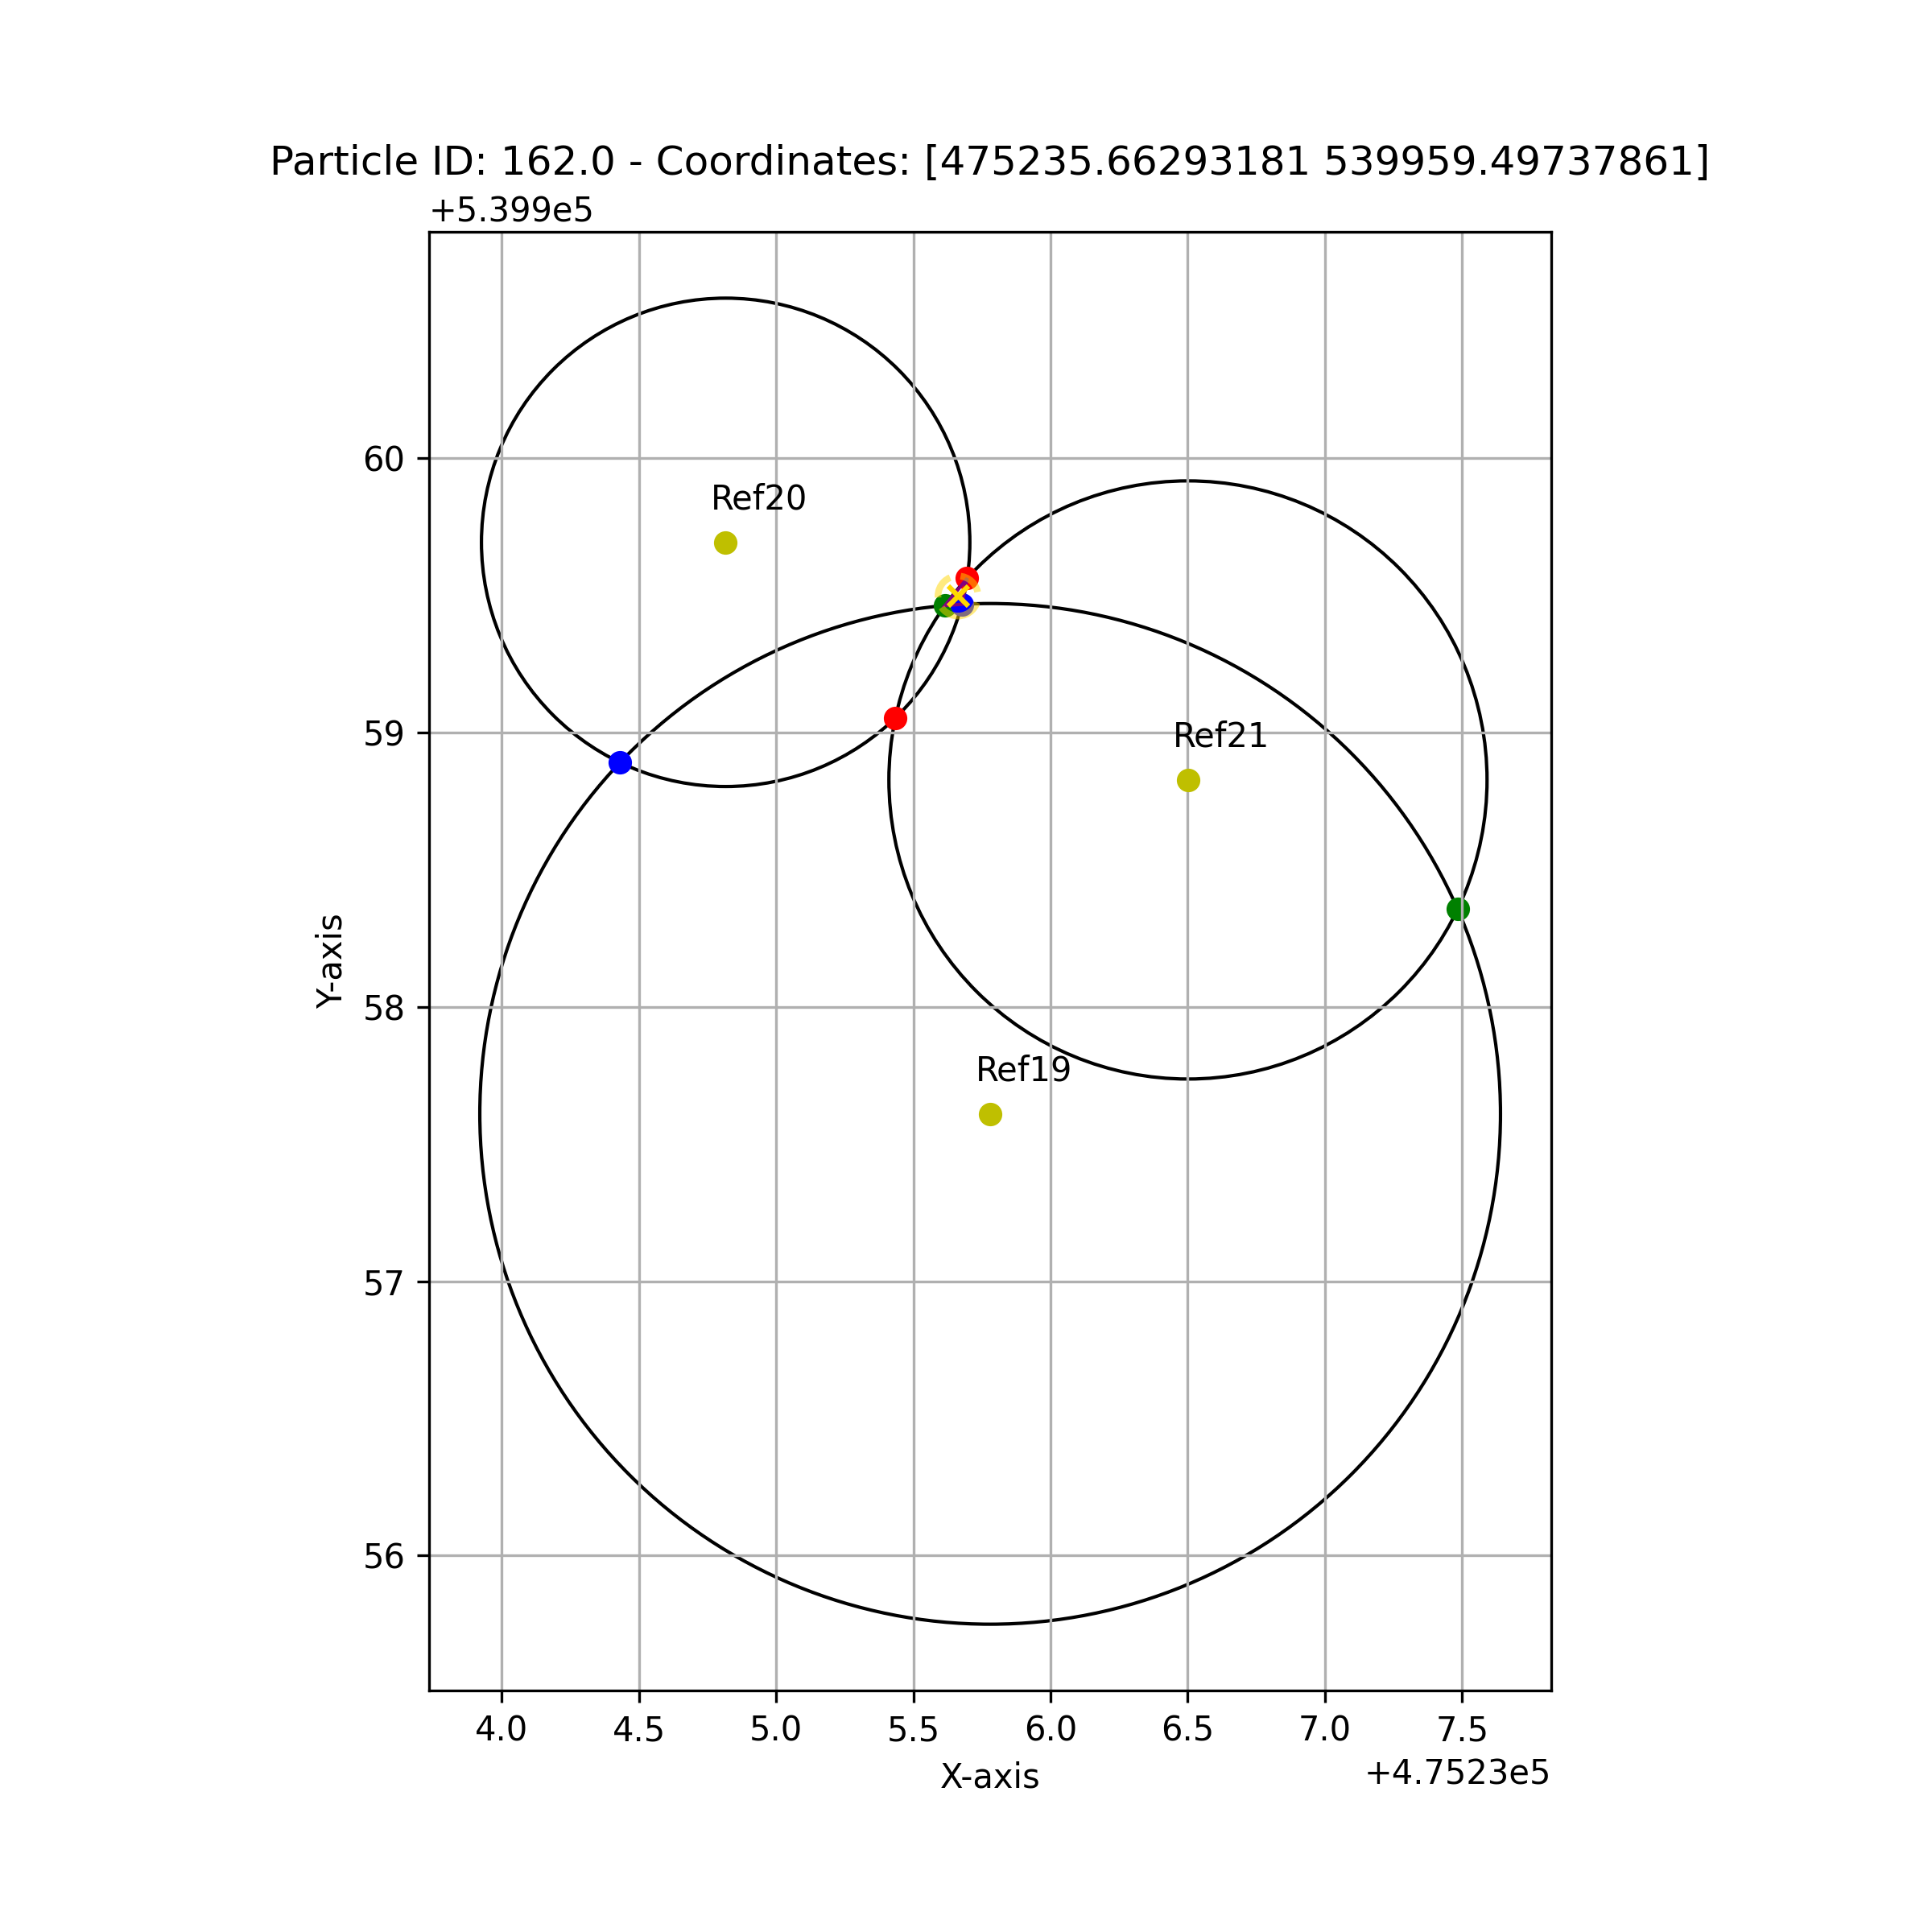 Particle ID: 162.0 - Coordinates: [475235.66293181 539959.49737861]
+5.399e5
60
Ref20
59
Ref21
58
Ref19
57
56
Y-axis
4.0 4.5 5.0 5.5 6.0 6.5 7.0 7.5
X-axis
+4.7523e5